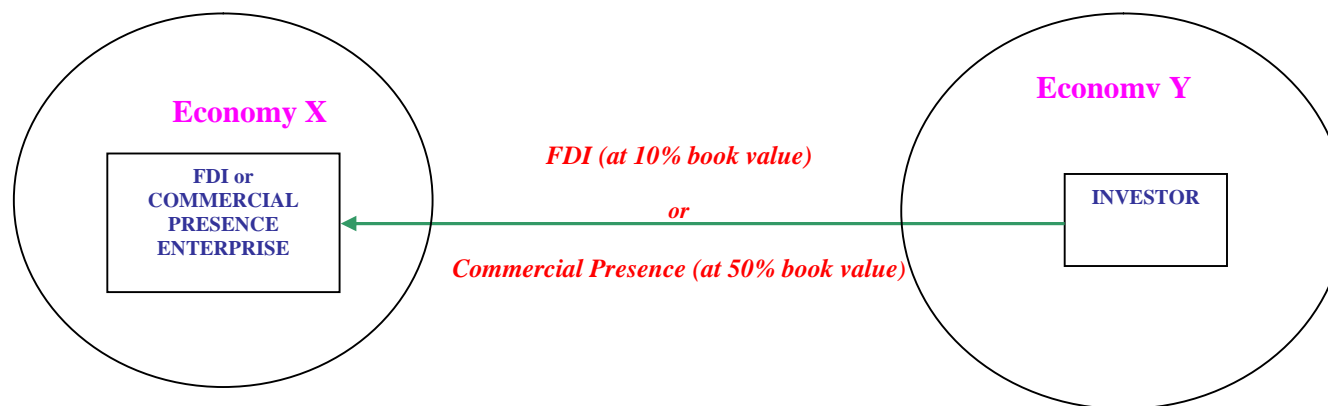 Economy X
Economy Y
FDI (at 10% book value)
FDI or
COMMERCIAL
PRESENCE
ENTERPRISE
INVESTOR
or
Commercial Presence (at 50% book value)